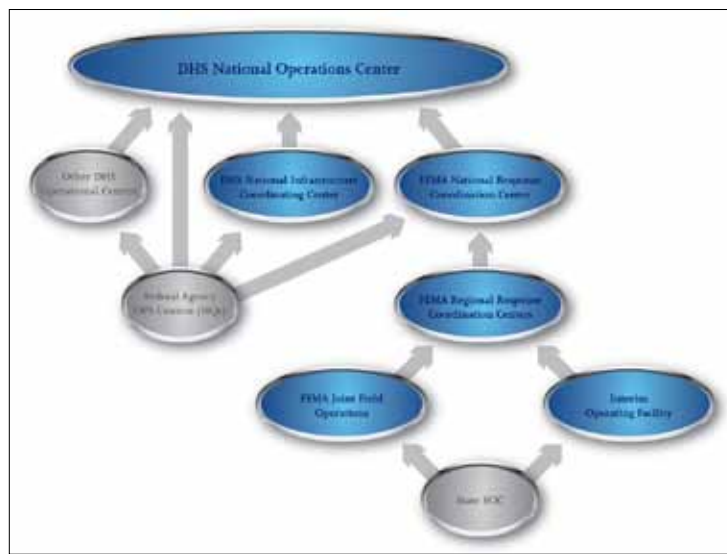 DHS National Operations Center
Other DHS
Operational Centers
DHS National Infrastructure
Coordinating Center
FEMA National Response
Coordination Center
Federal Agency
OPS Centers (HQs)
FEMA Regional Response
Coordination Centers
FEMA Joint Field
Operations
Interim
Operating Facility
State EOC